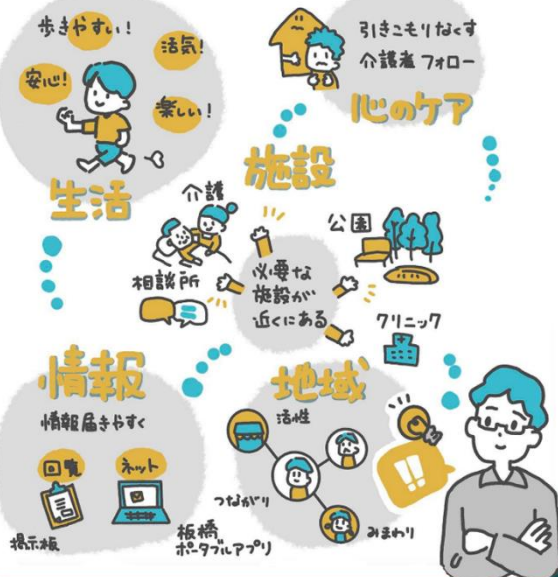 歩きやすい!
活気!
安心!
楽しい!
生活
引きこもりなくす
介護者フォロー
心のケア
施設
介護
公園
相談所
必要な
施設が
近くにある
クリニック
情報
情報届きやすく
回覧
ネット
掲示板
板橋
ポータブルアプリ
地域
活性
つながり
みまわり
!!